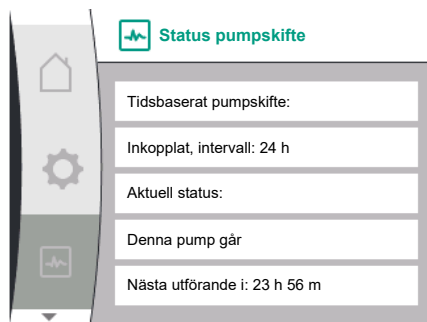 Status pumpskifte
Tidsbaserat pumpskifte:
Inkopplat, intervall: 24 h
Aktuell status:
Denna pump går
Nästa utförande i: 23 h 56 m